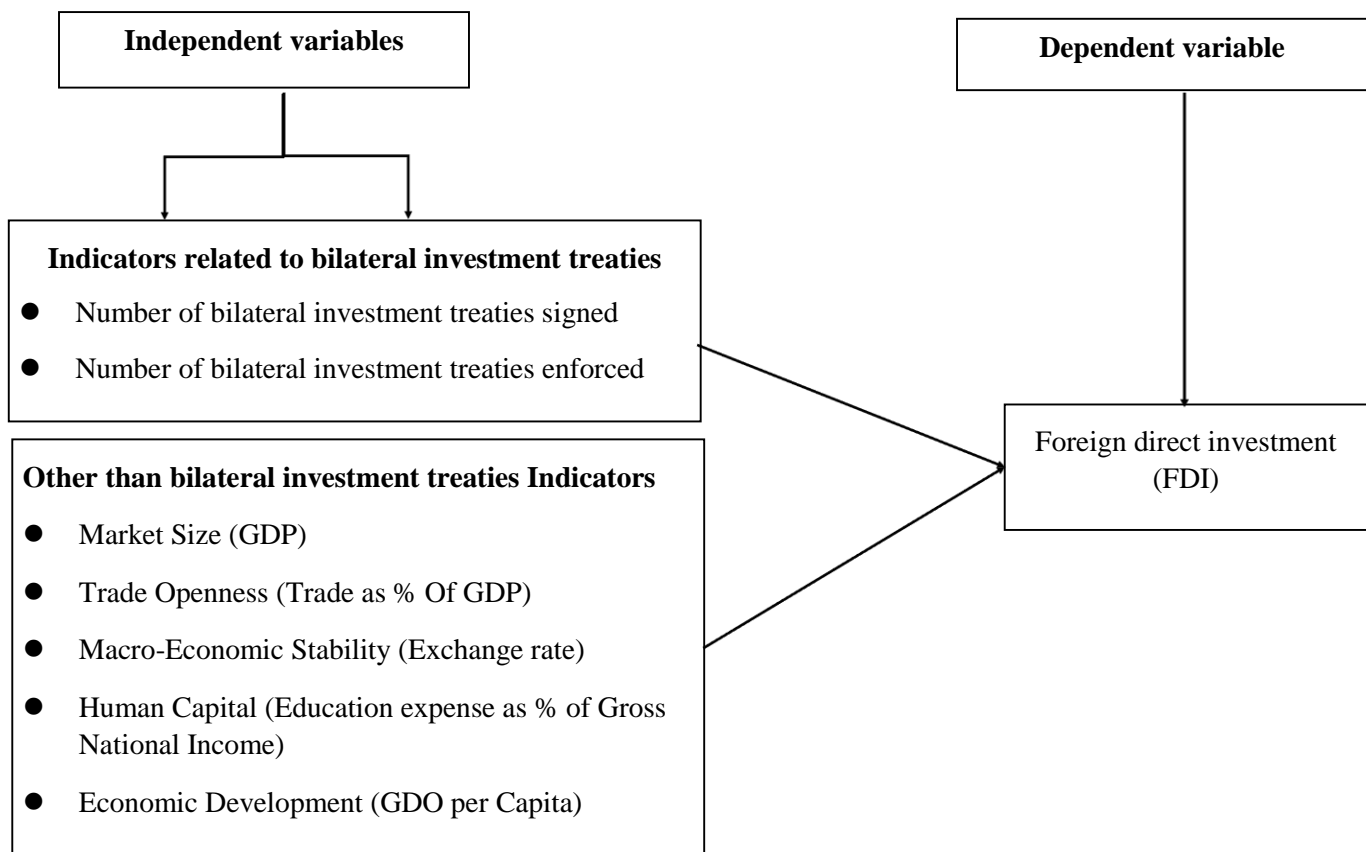 Independent variables
Dependent variable
Indicators related to bilateral investment treaties
● Number of bilateral investment treaties signed
● Number of bilateral investment treaties enforced
Other than bilateral investment treaties Indicators
● Market Size (GDP)
● Trade Openness (Trade as % Of GDP)
● Macro-Economic Stability (Exchange rate)
● Human Capital (Education expense as % of Gross
National Income)
● Economic Development (GDO per Capita)
Foreign direct investment
(FDI)